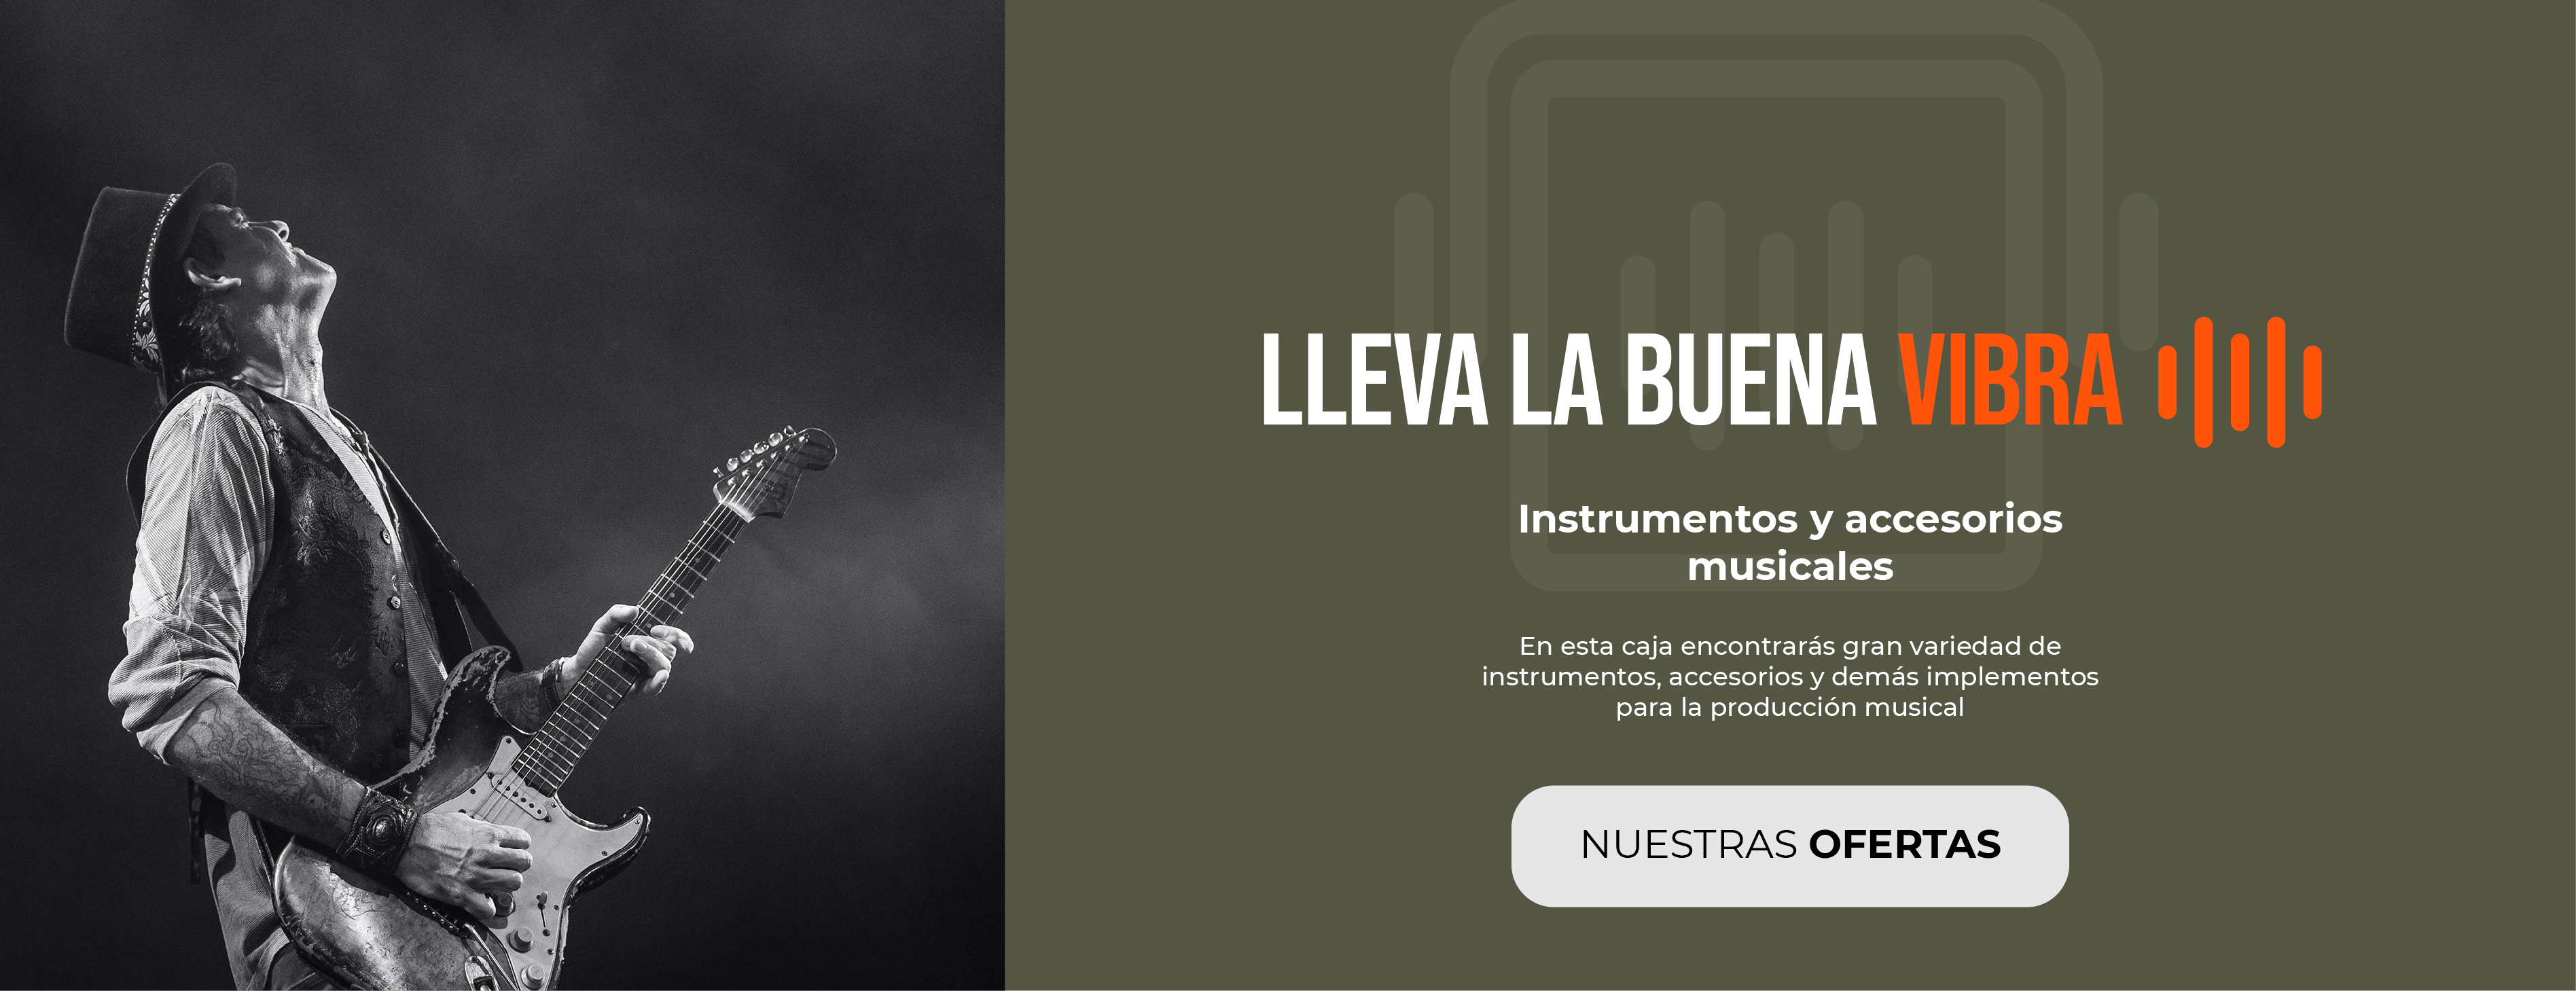 LLEVA LA BUENA VIBRA
Instrumentos y accesorios
musicales
En esta caja encontrarás gran variedad de
instrumentos, accesorios y demás implementos
para la producción musical
NUESTRAS OFERTAS